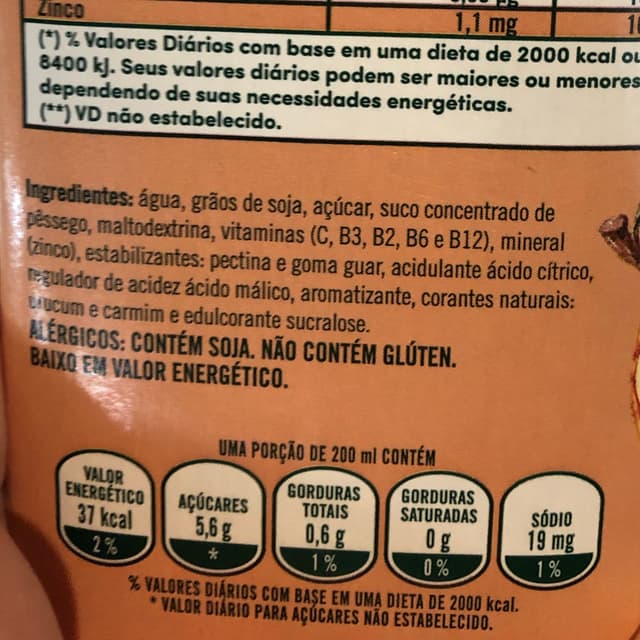 Zinco 1,1 mg
(*) % Valores Diários com base em uma dieta de 2000 kcal ou
8400 kJ. Seus valores diários podem ser maiores ou menores
dependendo de suas necessidades energéticas.
(**) VD não estabelecido.
Ingredientes: água, grãos de soja, açúcar, suco concentrado de
pêssego, maltodextrina, vitaminas (C, B3, B2, B6 e B12), mineral
(zinco), estabilizantes: pectina e goma guar, acidulante ácido cítrico,
regulador de acidez ácido málico, aromatizante, corantes naturais:
urucum e carmim e edulcorante sucralose.
ALÉRGICOS: CONTÉM SOJA. NÃO CONTÉM GLÚTEN.
BAIXO EM VALOR ENERGÉTICO.
UMA PORÇÃO DE 200 ml CONTÉM
VALOR
ENERGÉTICO
37 kcal
2%
AÇÚCARES
5,6 g
*
GORDURAS
TOTAIS
0,6 g
1%
GORDURAS
SATURADAS
0 g
0%
SÓDIO
19 mg
1%
% VALORES DIÁRIOS COM BASE EM UMA DIETA DE 2000 kcal.
* VALOR DIÁRIO PARA AÇÚCARES NÃO ESTABELECIDO.